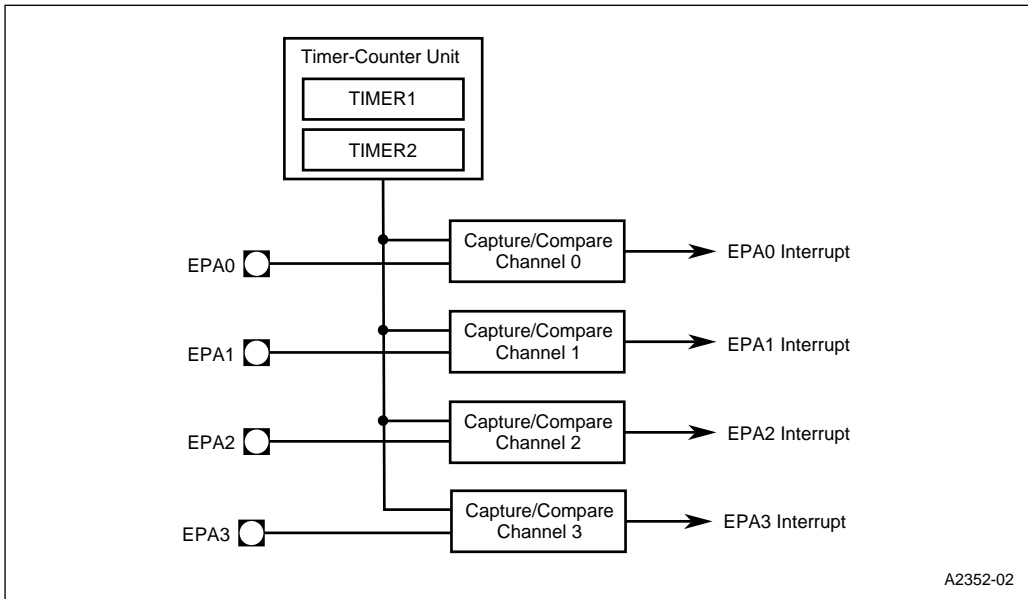 Timer-Counter Unit
TIMER1
TIMER2
EPA0
Capture/Compare
Channel 0
EPA0 Interrupt
EPA1
Capture/Compare
Channel 1
EPA1 Interrupt
EPA2
Capture/Compare
Channel 2
EPA2 Interrupt
EPA3
Capture/Compare
Channel 3
EPA3 Interrupt
A2352-02